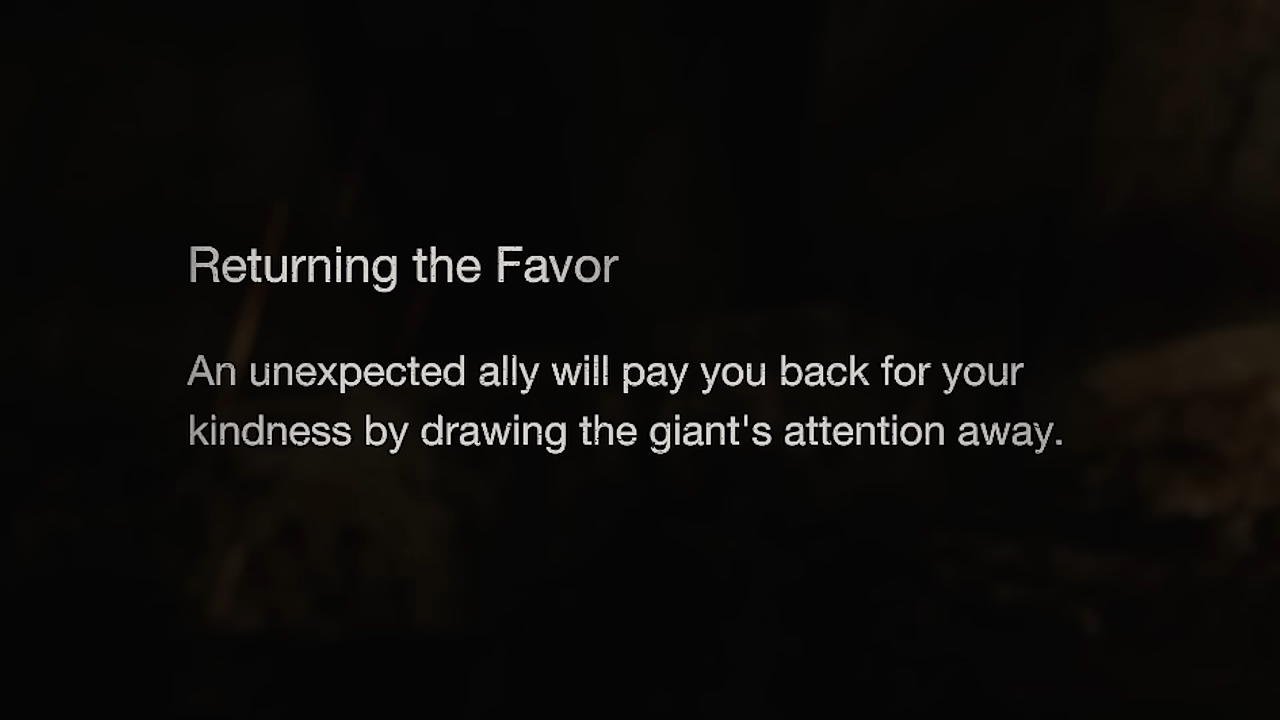 Returning the Favor
An unexpected ally will pay you back for your
kindness by drawing the giant's attention away.